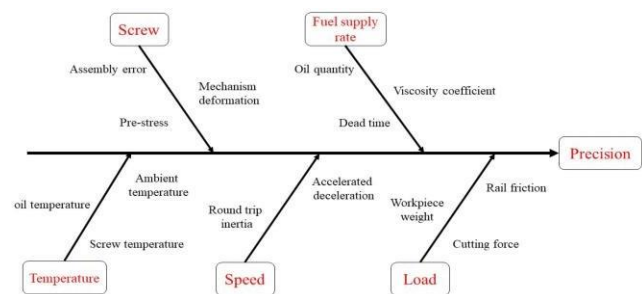 Screw
Fuel supply
rate
Assembly error
Mechanism
deformation
Pre-stress
Oil quantity
Viscosity coefficient
Dead time
Precision
oil temperature
Ambient
temperature
Screw temperature
Temperature
Round trip
inertia
Accelerated
deceleration
Speed
Workpiece
weight
Rail friction
Cutting force
Load